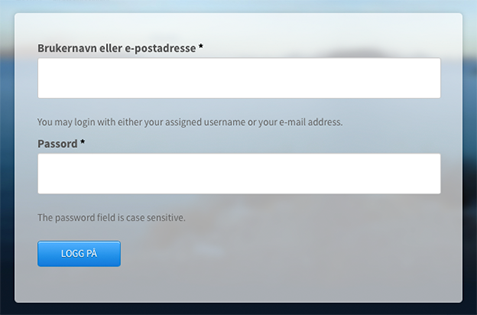 Brukernavn eller e-postadresse *
You may login with either your assigned username or your e-mail address.
Passord *
The password field is case sensitive.
LOGG PÅ